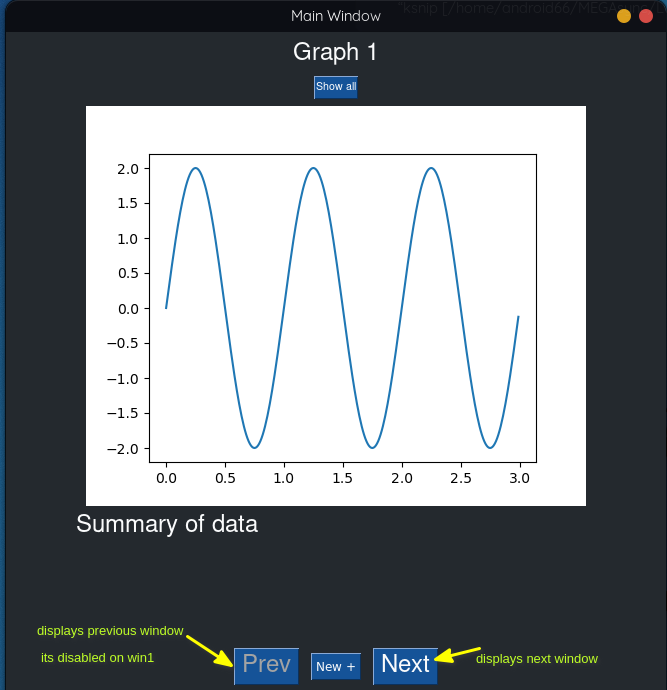 "ksnip [/home/android66/MEGA
Main Window
Graph 1
Show all
2.0
1.5
1.0
0.5
0.0
−0.5
−1.0
−1.5
−2.0
0.0 0.5 1.0 1.5 2.0 2.5 3.0
Summary of data
displays previous window
its disabled on win1
Prev
New +
Next
displays next window